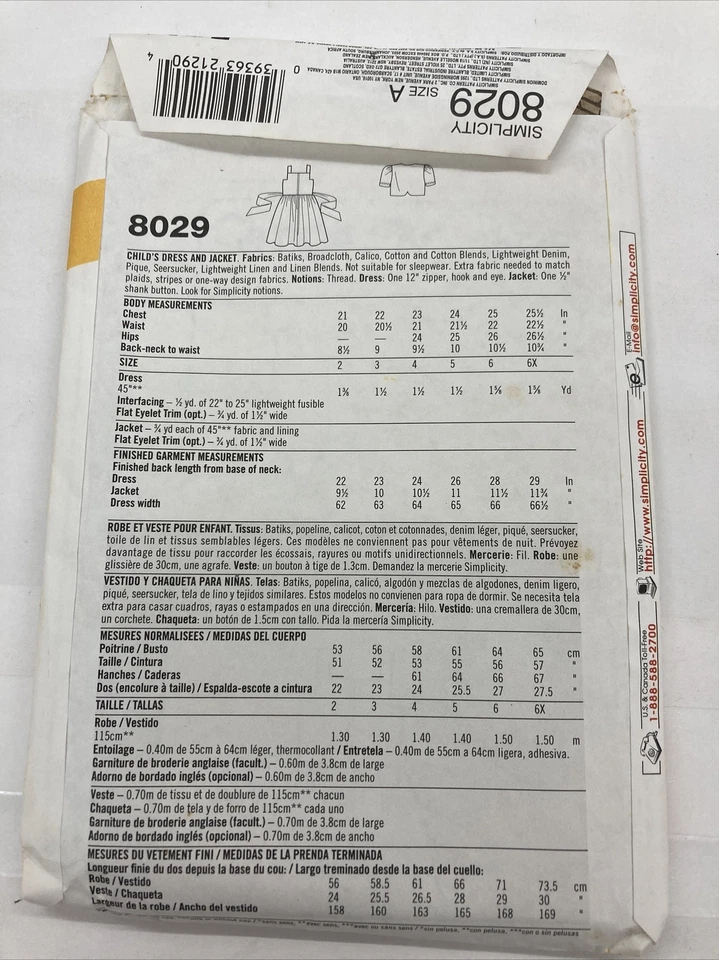 SIMPLICITY
8029 SIZE A
0 39363 21290 4
8029
CHILD'S DRESS AND JACKET. Fabrics: Batiks, Broadcloth, Calico, Cotton and Cotton Blends, Lightweight Denim,
Pique, Seersucker, Lightweight Linen and Linen Blends. Not suitable for sleepwear. Extra fabric needed to match
plaids, stripes or one-way design fabrics. Notions: Thread. Dress: One 12" zipper, hook and eye. Jacket: One ½"
shank button. Look for Simplicity notions.
BODY MEASUREMENTS
Chest 21 22 23 24 25 25½ In
Waist 20 20½ 21 21½ 22 22½ "
Hips — — 24 25 26 26½ "
Back-neck to waist 8½ 9 9½ 10 10½ 10¾ "
SIZE 2 3 4 5 6 6X
Dress
45"** 1⅜ 1½ 1½ 1½ 1⅝ 1⅝ Yd
Interfacing – ½ yd. of 22" to 25" lightweight fusible
Flat Eyelet Trim (opt.) – ¾ yd. of 1½" wide
Jacket – ¾ yd each of 45"** fabric and lining
Flat Eyelet Trim (opt.) – ¾ yd. of 1½" wide
FINISHED GARMENT MEASUREMENTS
Finished back length from base of neck:
Dress 22 23 24 26 28 29 In
Jacket 9½ 10 10½ 11 11½ 11¾ "
Dress width 62 63 64 65 66 66½ "
ROBE ET VESTE POUR ENFANT. Tissus: Batiks, popeline, calicot, coton et cotonnades, denim léger, piqué, seersucker,
toile de lin et tissus semblables légers. Ces modèles ne conviennent pas pour vêtements de nuit. Prévoyez
davantage de tissu pour raccorder les écossais, rayures ou motifs unidirectionnels. Mercerie: Fil. Robe: une
glissière de 30cm, une agrafe. Veste: un bouton à tige de 1.3cm. Demandez la mercerie Simplicity.
VESTIDO Y CHAQUETA PARA NIÑAS. Telas: Batiks, popelina, calicó, algodón y mezclas de algodones, denim ligero,
piqué, seersucker, tela de lino y tejidos similares. Estos modelos no convienen para ropa de dormir. Se necesita tela
extra para casar cuadros, rayas o estampados en una dirección. Mercería: Hilo. Vestido: una cremallera de 30cm,
un corchete. Chaqueta: un botón de 1.5cm con tallo. Pida la mercería Simplicity.
MESURES NORMALISEES / MEDIDAS DEL CUERPO
Poitrine / Busto 53 56 58 61 64 65 cm
Taille / Cintura 51 52 53 55 56 57 "
Hanches / Caderas — — 61 64 66 67 "
Dos (encolure à taille) / Espalda-escote a cintura 22 23 24 25.5 27 27.5 "
TAILLE / TALLAS 2 3 4 5 6 6X
Robe / Vestido
115cm** 1.30 1.30 1.40 1.40 1.50 1.50 m
Entoilage – 0.40m de 55cm à 64cm léger, thermocollant / Entretela – 0.40m de 55cm a 64cm ligera, adhesiva.
Garniture de broderie anglaise (facult.) – 0.60m de 3.8cm de large
Adorno de bordado inglés (opcional) – 0.60m de 3.8cm de ancho
Veste – 0.70m de tissu et de doublure de 115cm** chacun
Chaqueta – 0.70m de tela y de forro de 115cm** cada uno
Garniture de broderie anglaise (facult.) – 0.70m de 3.8cm de large
Adorno de bordado inglés (opcional) – 0.70m de 3.8cm de ancho
MESURES DU VETEMENT FINI / MEDIDAS DE LA PRENDA TERMINADA
Longueur finie du dos depuis la base du cou: / Largo terminado desde la base del cuello:
Robe / Vestido 56 58.5 61 66 71 73.5 cm
Veste / Chaqueta 24 25.5 26.5 28 29 30 "
Largeur de la robe / Ancho del vestido 158 160 163 165 168 169 "
E-Mail
info@simplicity.com
Web Site
http://www.simplicity.com
U.S. & Canada Toll-Free
1-888-588-2700